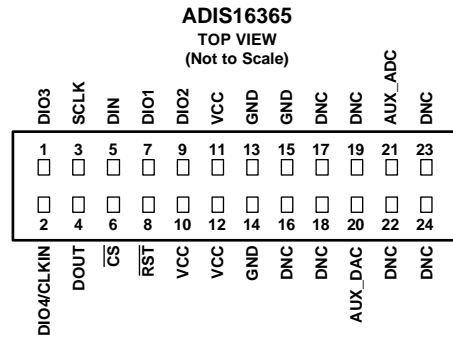 ADIS16365
TOP VIEW
(Not to Scale)
DIO3 SCLK DIN DIO1 DIO2 VCC GND GND DNC DNC AUX_ADC DNC
1 3 5 7 9 11 13 15 17 19 21 23
2 4 6 8 10 12 14 16 18 20 22 24
DIO4/CLKIN DOUT CS RST VCC VCC GND DNC DNC AUX_DAC DNC DNC